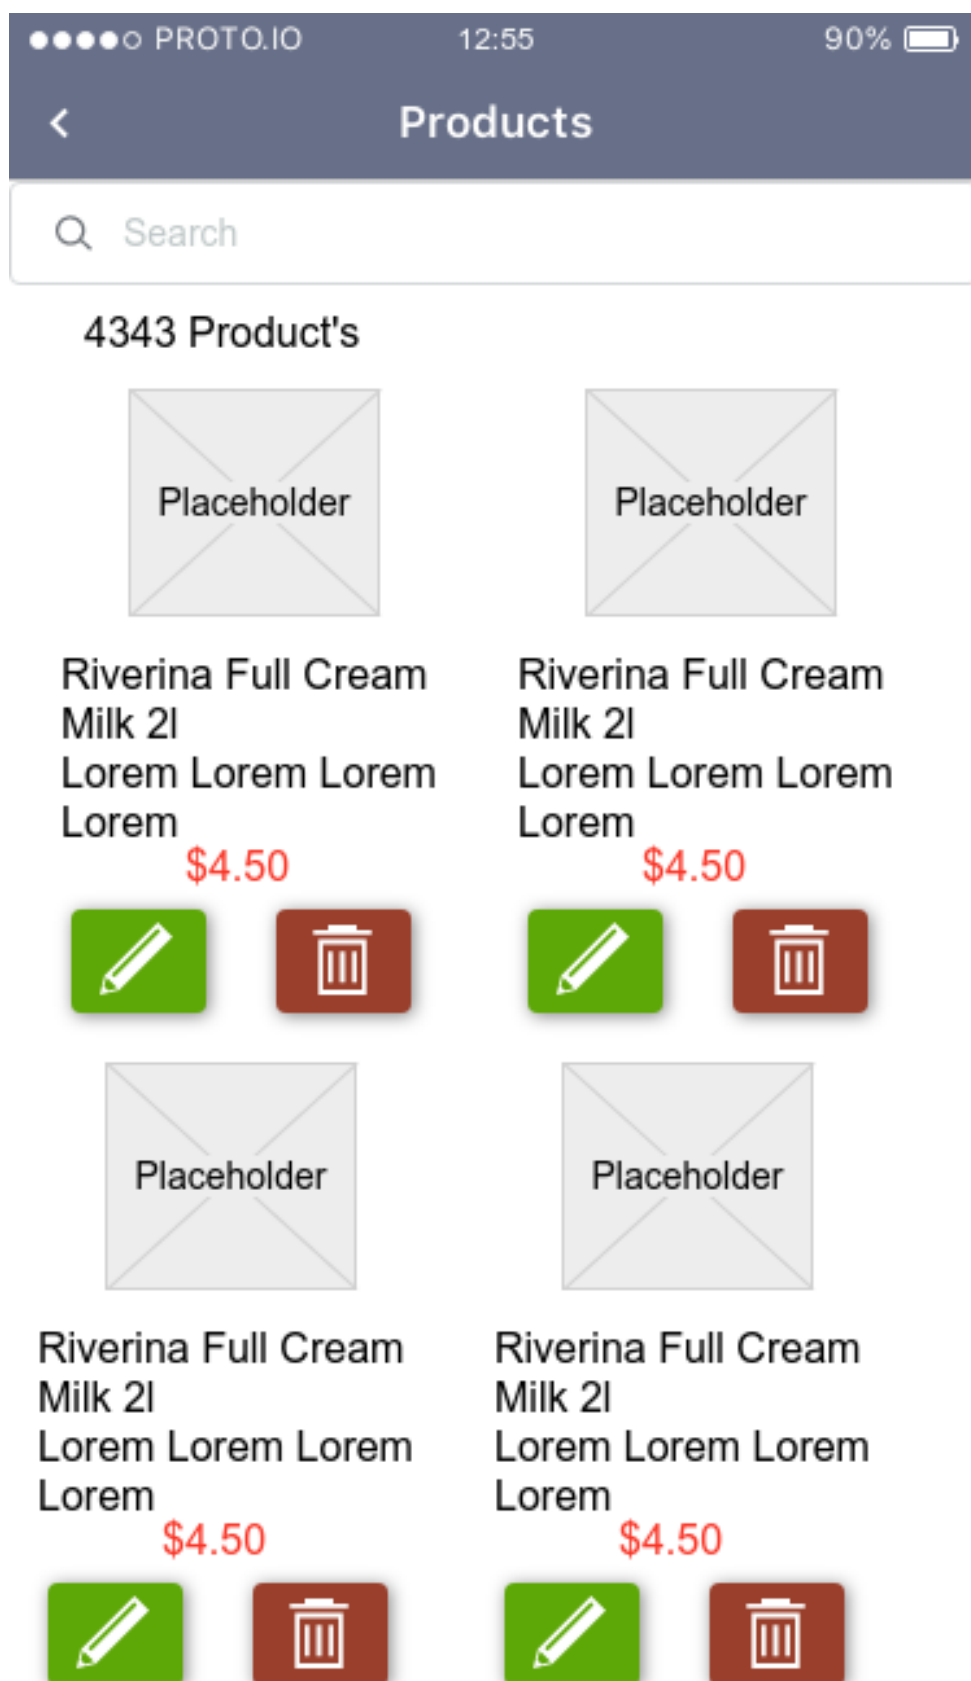 PROTO.IO 12:55 90%
Products
Search
4343 Product's
Placeholder Placeholder
Riverina Full Cream Riverina Full Cream
Milk 2l Milk 2l
Lorem Lorem Lorem Lorem Lorem Lorem
Lorem Lorem
$4.50 $4.50
Placeholder Placeholder
Riverina Full Cream Riverina Full Cream
Milk 2l Milk 2l
Lorem Lorem Lorem Lorem Lorem Lorem
Lorem Lorem
$4.50 $4.50